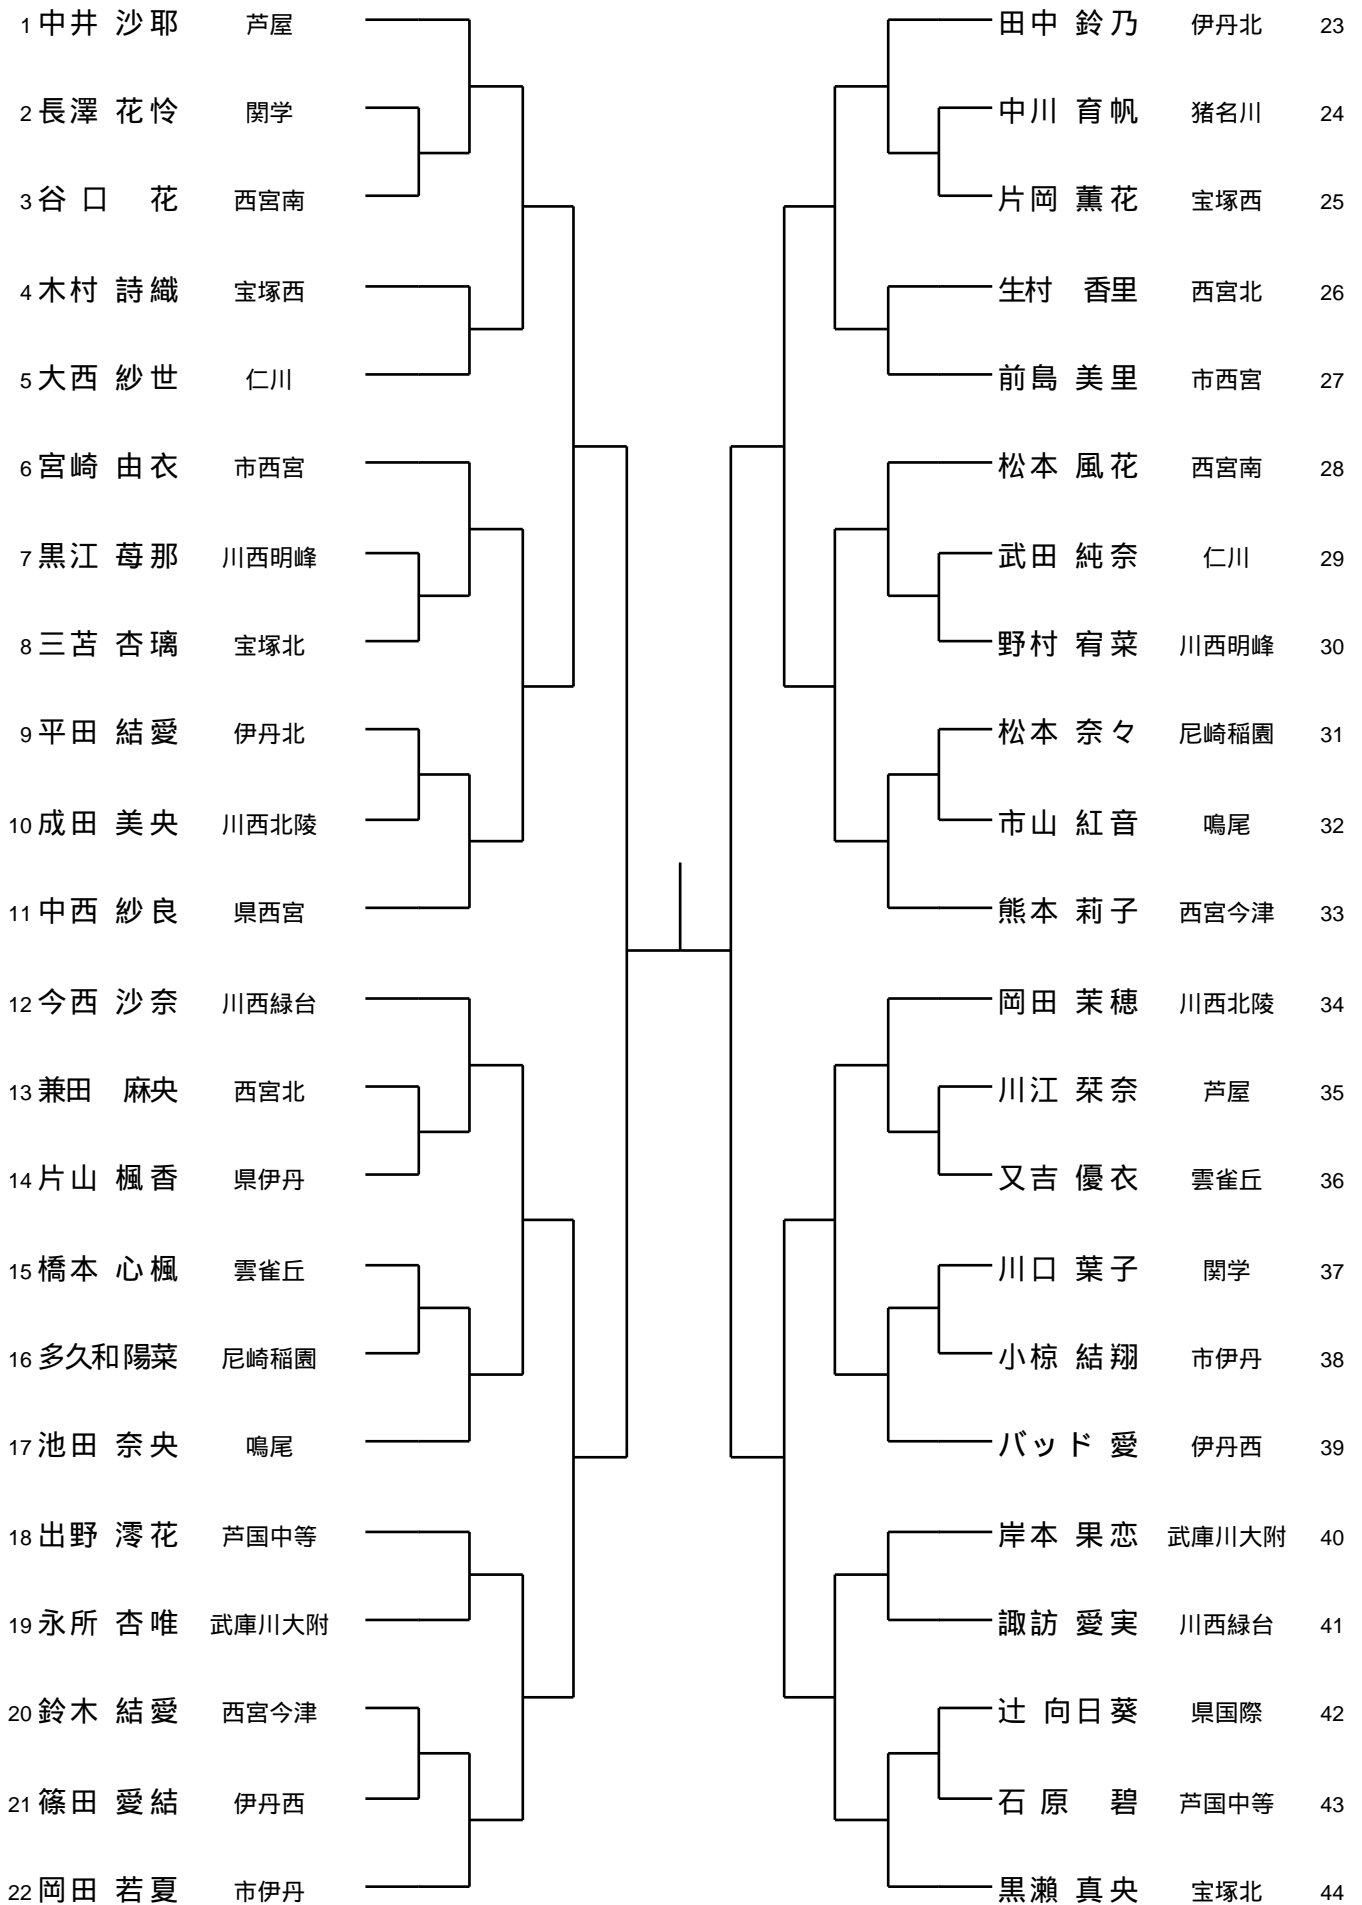 1 中井 沙耶 芦屋
2 長澤 花怜 関学
3 谷口 花 西宮南
4 木村 詩織 宝塚西
5 大西 紗世 仁川
6 宮崎 由衣 市西宮
7 黒江 苺那 川西明峰
8 三苫 杏璃 宝塚北
9 平田 結愛 伊丹北
10 成田 美央 川西北陵
11 中西 紗良 県西宮
12 今西 沙奈 川西緑台
13 兼田 麻央 西宮北
14 片山 楓香 県伊丹
15 橋本 心楓 雲雀丘
16 多久和陽菜 尼崎稲園
17 池田 奈央 鳴尾
18 出野 澪花 芦国中等
19 永所 杏唯 武庫川大附
20 鈴木 結愛 西宮今津
21 篠田 愛結 伊丹西
22 岡田 若夏 市伊丹
田中 鈴乃 伊丹北 23
中川 育帆 猪名川 24
片岡 薫花 宝塚西 25
生村 香里 西宮北 26
前島 美里 市西宮 27
松本 風花 西宮南 28
武田 純奈 仁川 29
野村 宥菜 川西明峰 30
松本 奈々 尼崎稲園 31
市山 紅音 鳴尾 32
熊本 莉子 西宮今津 33
岡田 茉穂 川西北陵 34
川江 栞奈 芦屋 35
又吉 優衣 雲雀丘 36
川口 葉子 関学 37
小椋 結翔 市伊丹 38
バッド 愛 伊丹西 39
岸本 果恋 武庫川大附 40
諏訪 愛実 川西緑台 41
辻 向日葵 県国際 42
石原 碧 芦国中等 43
黒瀬 真央 宝塚北 44